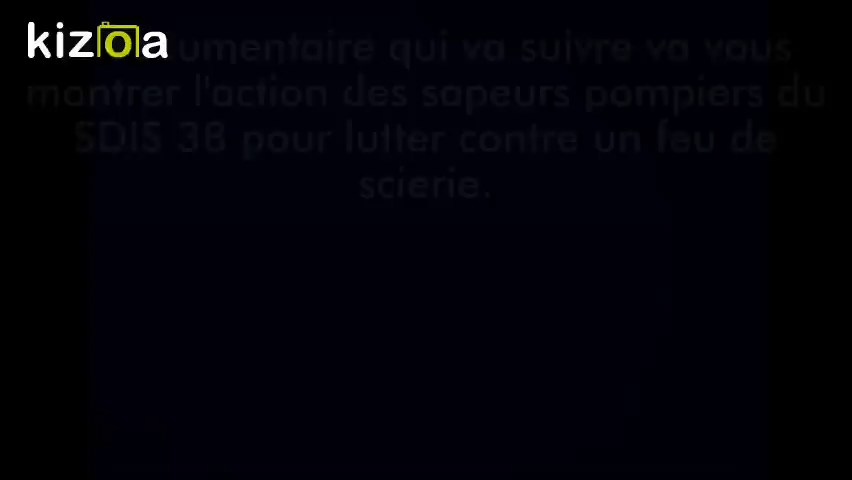 kizoa
umentaire qui va suivre va vous
montrer l'action des sapeurs pompiers du
SDIS 38 pour lutter contre un feu de
scierie.